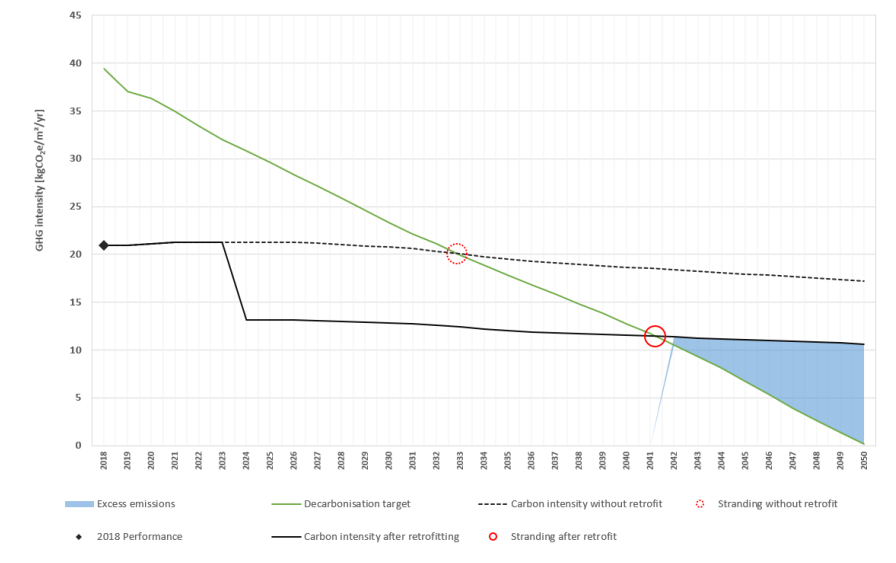 45
40
35
30
25
20
15
10
5
0
GHG intensity [kgCO₂e/m²/yr]
2018 2019 2020 2021 2022 2023 2024 2025 2026 2027 2028 2029 2030 2031 2032 2033 2034 2035 2036 2037 2038 2039 2040 2041 2042 2043 2044 2045 2046 2047 2048 2049 2050
Excess emissions Decarbonisation target Carbon intensity without retrofit Stranding without retrofit
2018 Performance Carbon intensity after retrofitting Stranding after retrofit